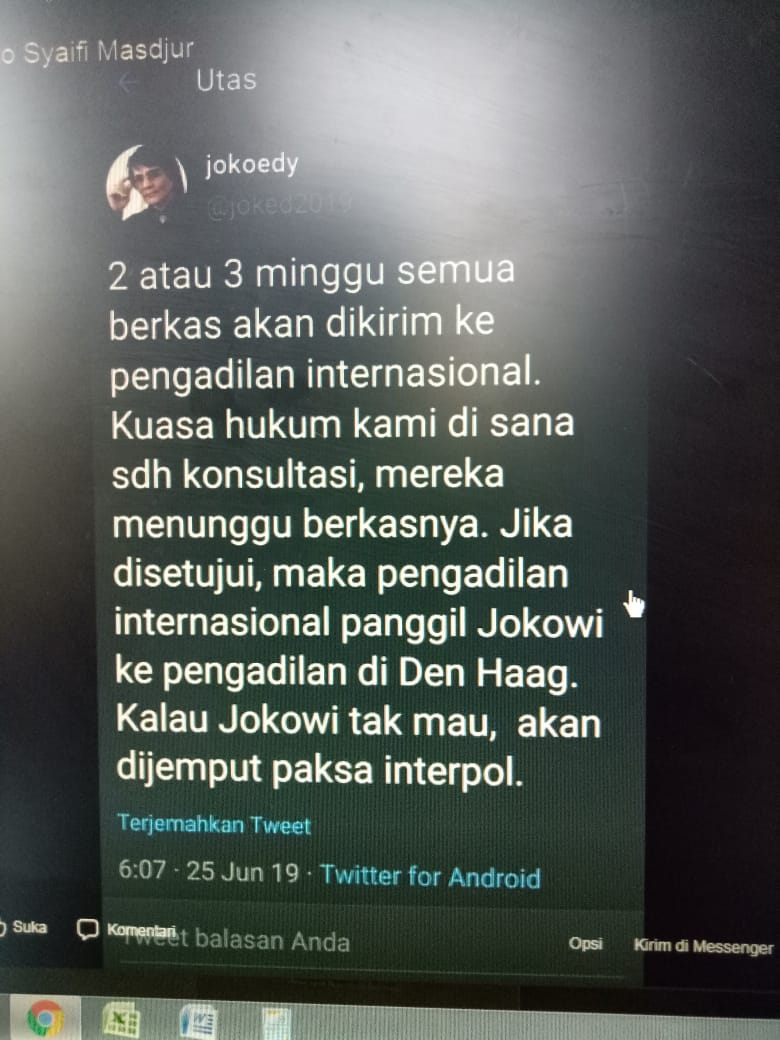 o Syaifi Masdjur
Utas
jokoedy
@joked2019
2 atau 3 minggu semua
berkas akan dikirim ke
pengadilan internasional.
Kuasa hukum kami di sana
sdh konsultasi, mereka
menunggu berkasnya. Jika
disetujui, maka pengadilan
internasional panggil Jokowi
ke pengadilan di Den Haag.
Kalau Jokowi tak mau,  akan
dijemput paksa interpol.
Terjemahkan Tweet
6:07 · 25 Jun 19 · Twitter for Android
Tweet balasan Anda
Suka Komentari Opsi Kirim di Messenger